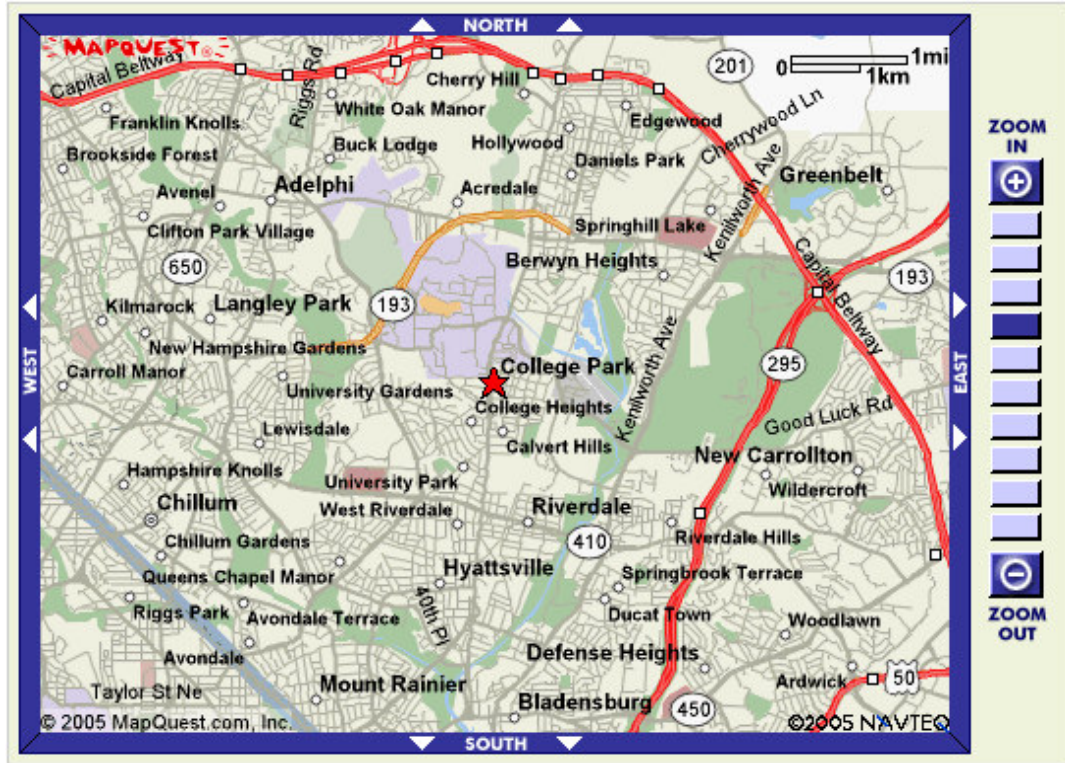 NORTH
MAPQUEST
Capital Beltway
Riggs Rd
Cherry Hill
201
0 1mi
1km
White Oak Manor
Franklin Knolls
Edgewood
Cherrywood Ln
ZOOM
IN
Brookside Forest
Buck Lodge
Hollywood
Daniels Park
Kenilworth Ave
Greenbelt
Avenel
Adelphi
Acredale
Clifton Park Village
Springhill Lake
650
Berwyn Heights
Capital Beltway
193
Kilmarock
Langley Park
193
New Hampshire Gardens
WEST
EAST
Carroll Manor
College Park
Kenilworth Ave
295
University Gardens
College Heights
Good Luck Rd
Lewisdale
Calvert Hills
New Carrollton
Hampshire Knolls
University Park
Wildercroft
Chillum
West Riverdale
Riverdale
Riverdale Hills
Chillum Gardens
410
Queens Chapel Manor
Hyattsville
Springbrook Terrace
ZOOM
OUT
Riggs Park
Avondale Terrace
40th Pl
Ducat Town
Woodlawn
Avondale
Defense Heights
Taylor St Ne
Mount Rainier
Ardwick
50
Bladensburg
450
© 2005 MapQuest.com, Inc.
©2005 NAVTEQ
SOUTH